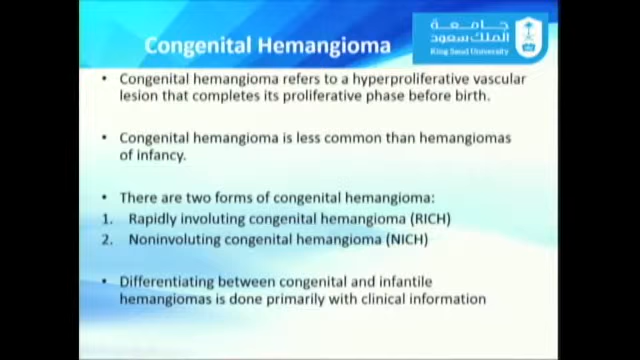 Congenital Hemangioma
جامعة
الملك سعود
King Saud University
• Congenital hemangioma refers to a hyperproliferative vascular
lesion that completes its proliferative phase before birth.
• Congenital hemangioma is less common than hemangiomas
of infancy.
• There are two forms of congenital hemangioma:
1. Rapidly involuting congenital hemangioma (RICH)
2. Noninvoluting congenital hemangioma (NICH)
• Differentiating between congenital and infantile
hemangiomas is done primarily with clinical information